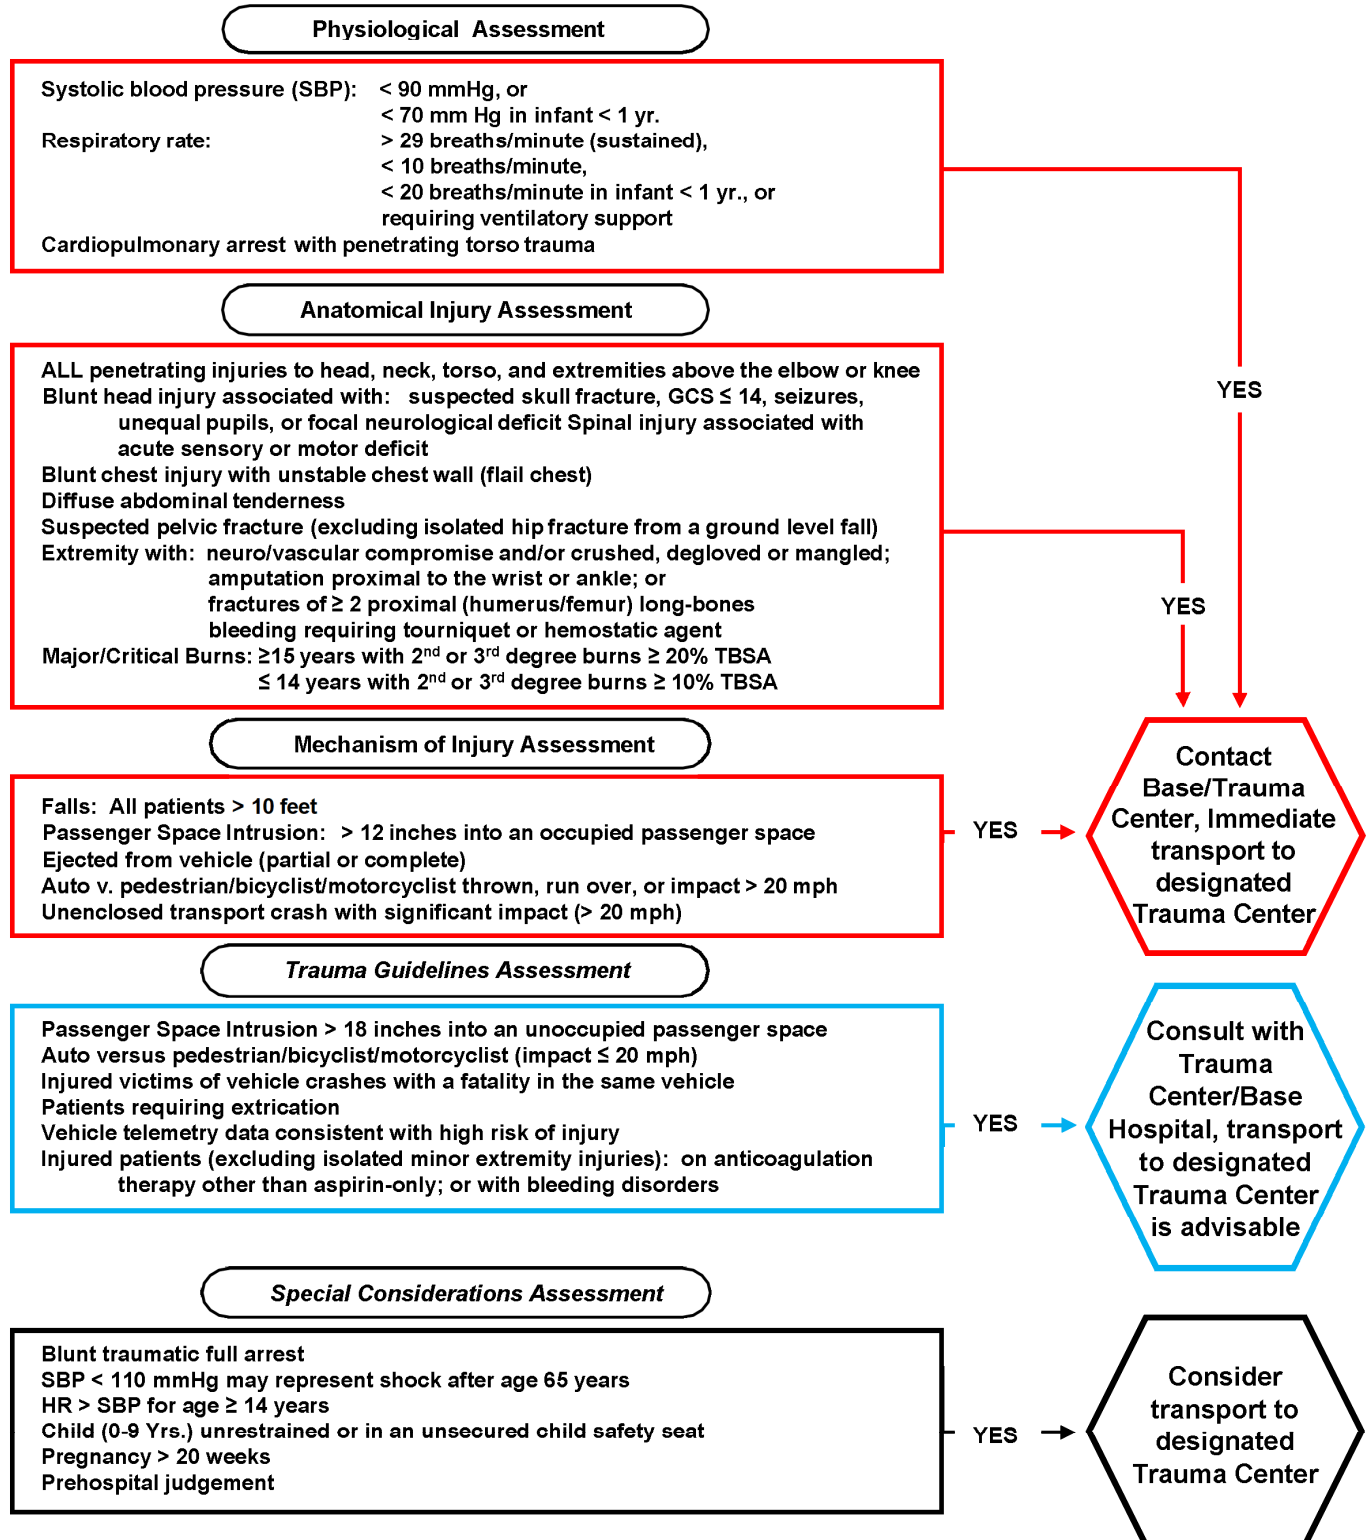 Physiological Assessment
Systolic blood pressure (SBP): < 90 mmHg, or
< 70 mm Hg in infant < 1 yr.
Respiratory rate: > 29 breaths/minute (sustained),
< 10 breaths/minute,
< 20 breaths/minute in infant < 1 yr., or
requiring ventilatory support
Cardiopulmonary arrest with penetrating torso trauma
Anatomical Injury Assessment
ALL penetrating injuries to head, neck, torso, and extremities above the elbow or knee
Blunt head injury associated with: suspected skull fracture, GCS ≤ 14, seizures,
unequal pupils, or focal neurological deficit Spinal injury associated with
acute sensory or motor deficit
Blunt chest injury with unstable chest wall (flail chest)
Diffuse abdominal tenderness
Suspected pelvic fracture (excluding isolated hip fracture from a ground level fall)
Extremity with: neuro/vascular compromise and/or crushed, degloved or mangled;
amputation proximal to the wrist or ankle; or
fractures of ≥ 2 proximal (humerus/femur) long-bones
bleeding requiring tourniquet or hemostatic agent
Major/Critical Burns: ≥15 years with 2nd or 3rd degree burns ≥ 20% TBSA
≤ 14 years with 2nd or 3rd degree burns ≥ 10% TBSA
YES
YES
Mechanism of Injury Assessment
Falls: All patients > 10 feet
Passenger Space Intrusion: > 12 inches into an occupied passenger space
Ejected from vehicle (partial or complete)
Auto v. pedestrian/bicyclist/motorcyclist thrown, run over, or impact > 20 mph
Unenclosed transport crash with significant impact (> 20 mph)
YES
Contact
Base/Trauma
Center, Immediate
transport to
designated
Trauma Center
Trauma Guidelines Assessment
Passenger Space Intrusion > 18 inches into an unoccupied passenger space
Auto versus pedestrian/bicyclist/motorcyclist (impact ≤ 20 mph)
Injured victims of vehicle crashes with a fatality in the same vehicle
Patients requiring extrication
Vehicle telemetry data consistent with high risk of injury
Injured patients (excluding isolated minor extremity injuries): on anticoagulation
therapy other than aspirin-only; or with bleeding disorders
YES
Consult with
Trauma
Center/Base
Hospital, transport
to designated
Trauma Center
is advisable
Special Considerations Assessment
Blunt traumatic full arrest
SBP < 110 mmHg may represent shock after age 65 years
HR > SBP for age ≥ 14 years
Child (0-9 Yrs.) unrestrained or in an unsecured child safety seat
Pregnancy > 20 weeks
Prehospital judgement
YES
Consider
transport to
designated
Trauma Center